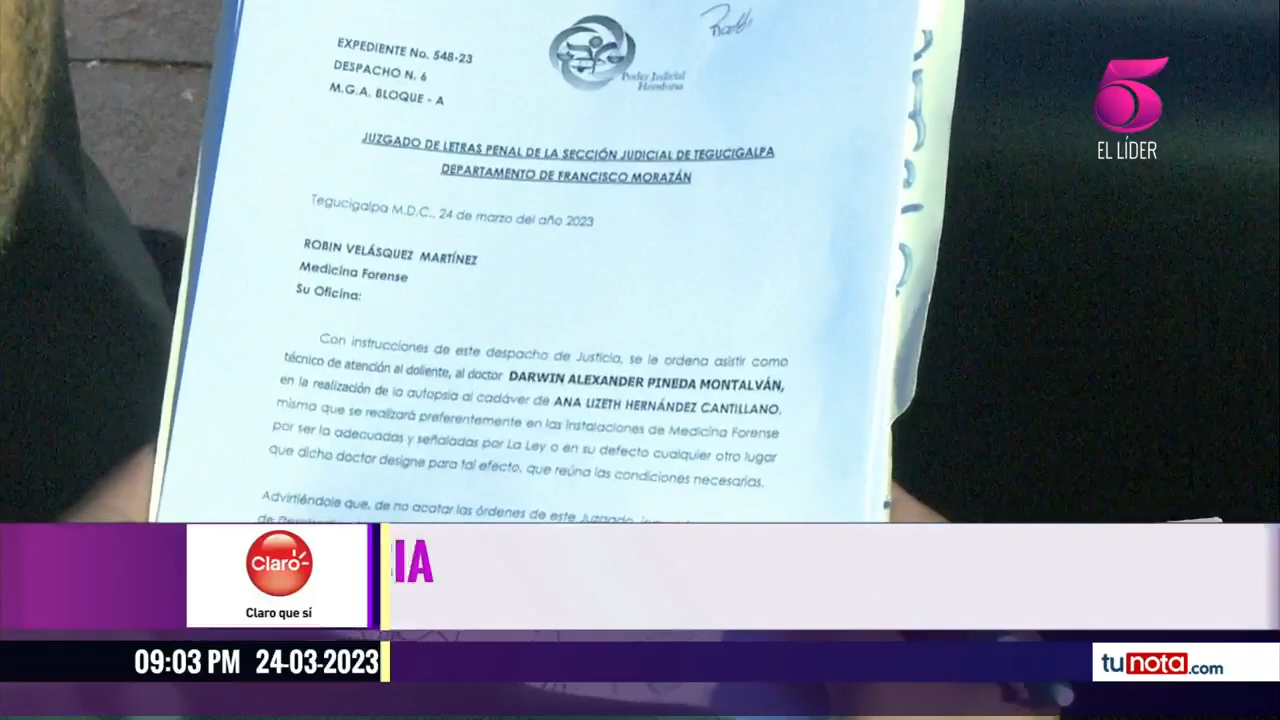 EXPEDIENTE No. 548-23
DESPACHO N. 6
M.G.A. BLOQUE - A
Poder Judicial
Honduras
JUZGADO DE LETRAS PENAL DE LA SECCIÓN JUDICIAL DE TEGUCIGALPA
DEPARTAMENTO DE FRANCISCO MORAZÁN
Tegucigalpa M.D.C., 24 de marzo del año 2023
ROBIN VELÁSQUEZ MARTÍNEZ
Medicina Forense
Su Oficina:
Con instrucciones de este despacho de Justicia, se le ordena asistir como
técnico de atención al doliente, al doctor DARWIN ALEXANDER PINEDA MONTALVÁN,
en la realización de la autopsia al cadáver de ANA LIZETH HERNÁNDEZ CANTILLANO,
misma que se realizará preferentemente en las instalaciones de Medicina Forense
por ser la adecuadas y señaladas por La Ley o en su defecto cualquier otro lugar
que dicho doctor designe para tal efecto, que reúna las condiciones necesarias.
Advirtiéndole que, de no acatar las órdenes de este Juzgado,
5
EL LÍDER
Claro
Claro que sí
IA
09:03 PM 24-03-2023
tunota.com